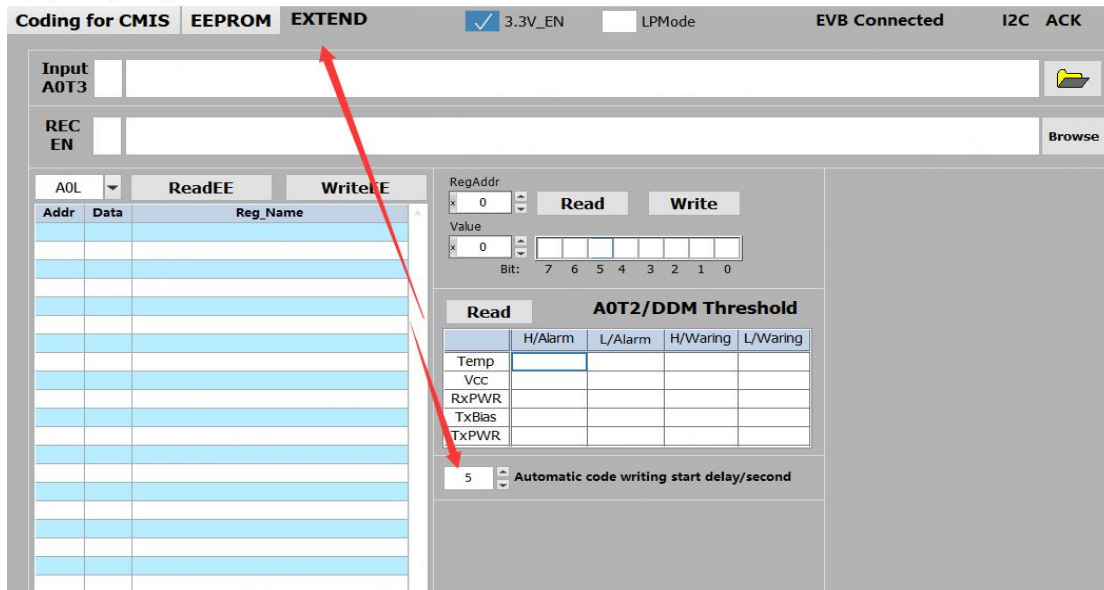 Coding for CMIS EEPROM EXTEND 3.3V_EN LPMode EVB Connected I2C ACK
Input
A0T3
REC
EN
Browse
A0L ReadEE WriteEE
Addr Data Reg_Name
RegAddr
x 0 Read Write
Value
x 0
Bit: 7 6 5 4 3 2 1 0
Read A0T2/DDM Threshold
H/Alarm L/Alarm H/Waring L/Waring
Temp
Vcc
RxPWR
TxBias
TxPWR
5 Automatic code writing start delay/second